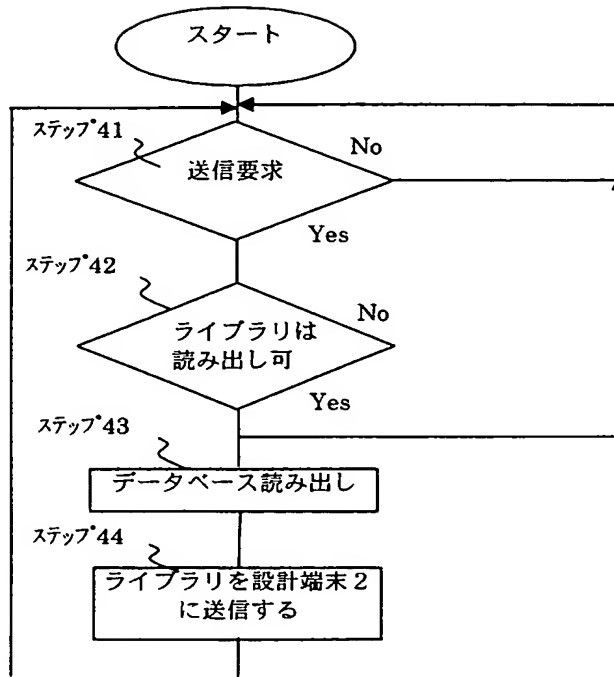 スタート
ステップ41
送信要求
No
Yes
ステップ42
ライブラリは
読み出し可
No
Yes
ステップ43
データベース読み出し
ステップ44
ライブラリを設計端末2
に送信する